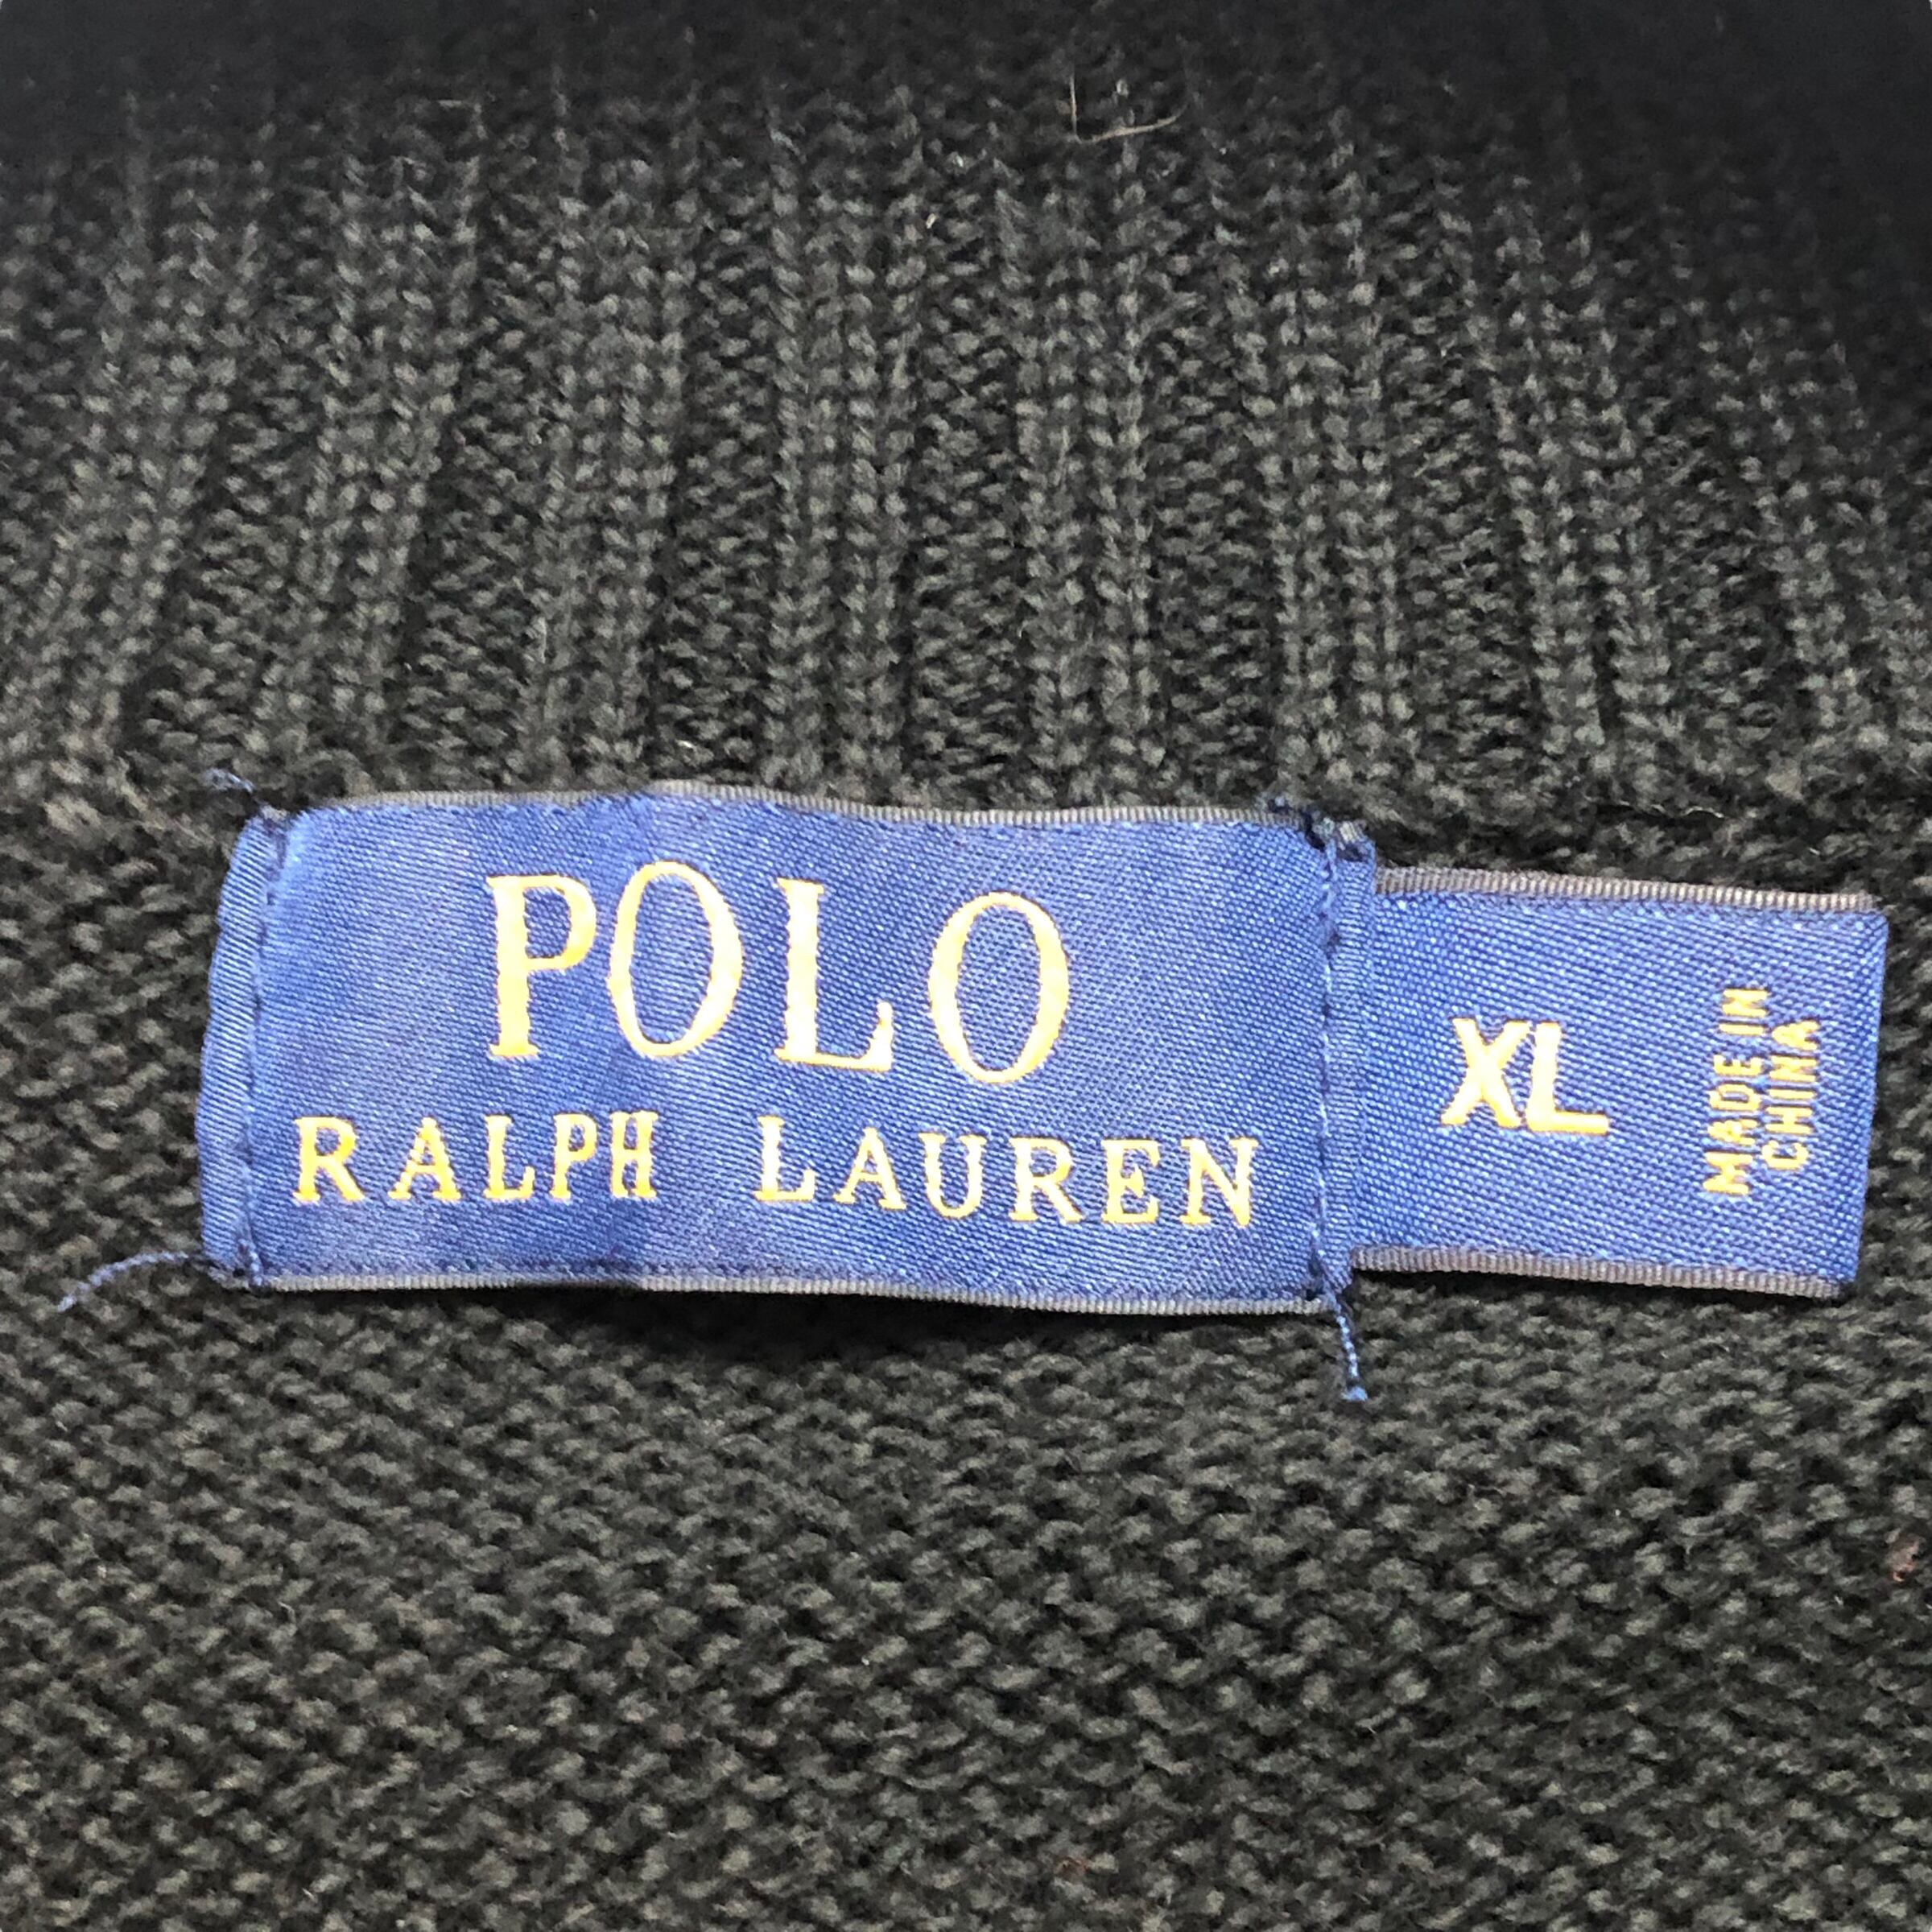 POLO
RALPH LAUREN
XL
MADE IN
CHINA